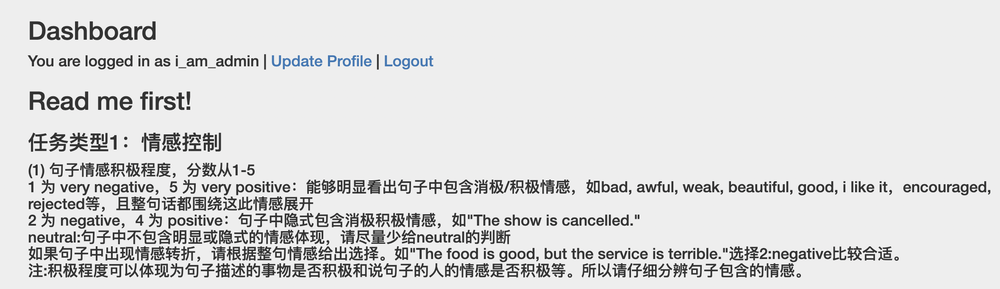 Dashboard
You are logged in as i_am_admin | Update Profile | Logout
Read me first!
任务类型1：情感控制
(1) 句子情感积极程度，分数从1-5
1 为 very negative，5 为 very positive：能够明显看出句子中包含消极/积极情感，如bad, awful, weak, beautiful, good, i like it，encouraged,
rejected等，且整句话都围绕这此情感展开
2 为 negative，4 为 positive：句子中隐式包含消极积极情感，如"The show is cancelled."
neutral:句子中不包含明显或隐式的情感体现，请尽量少给neutral的判断
如果句子中出现情感转折，请根据整句情感给出选择。如"The food is good, but the service is terrible."选择2:negative比较合适。
注:积极程度可以体现为句子描述的事物是否积极和说句子的人的情感是否积极等。所以请仔细分辨句子包含的情感。